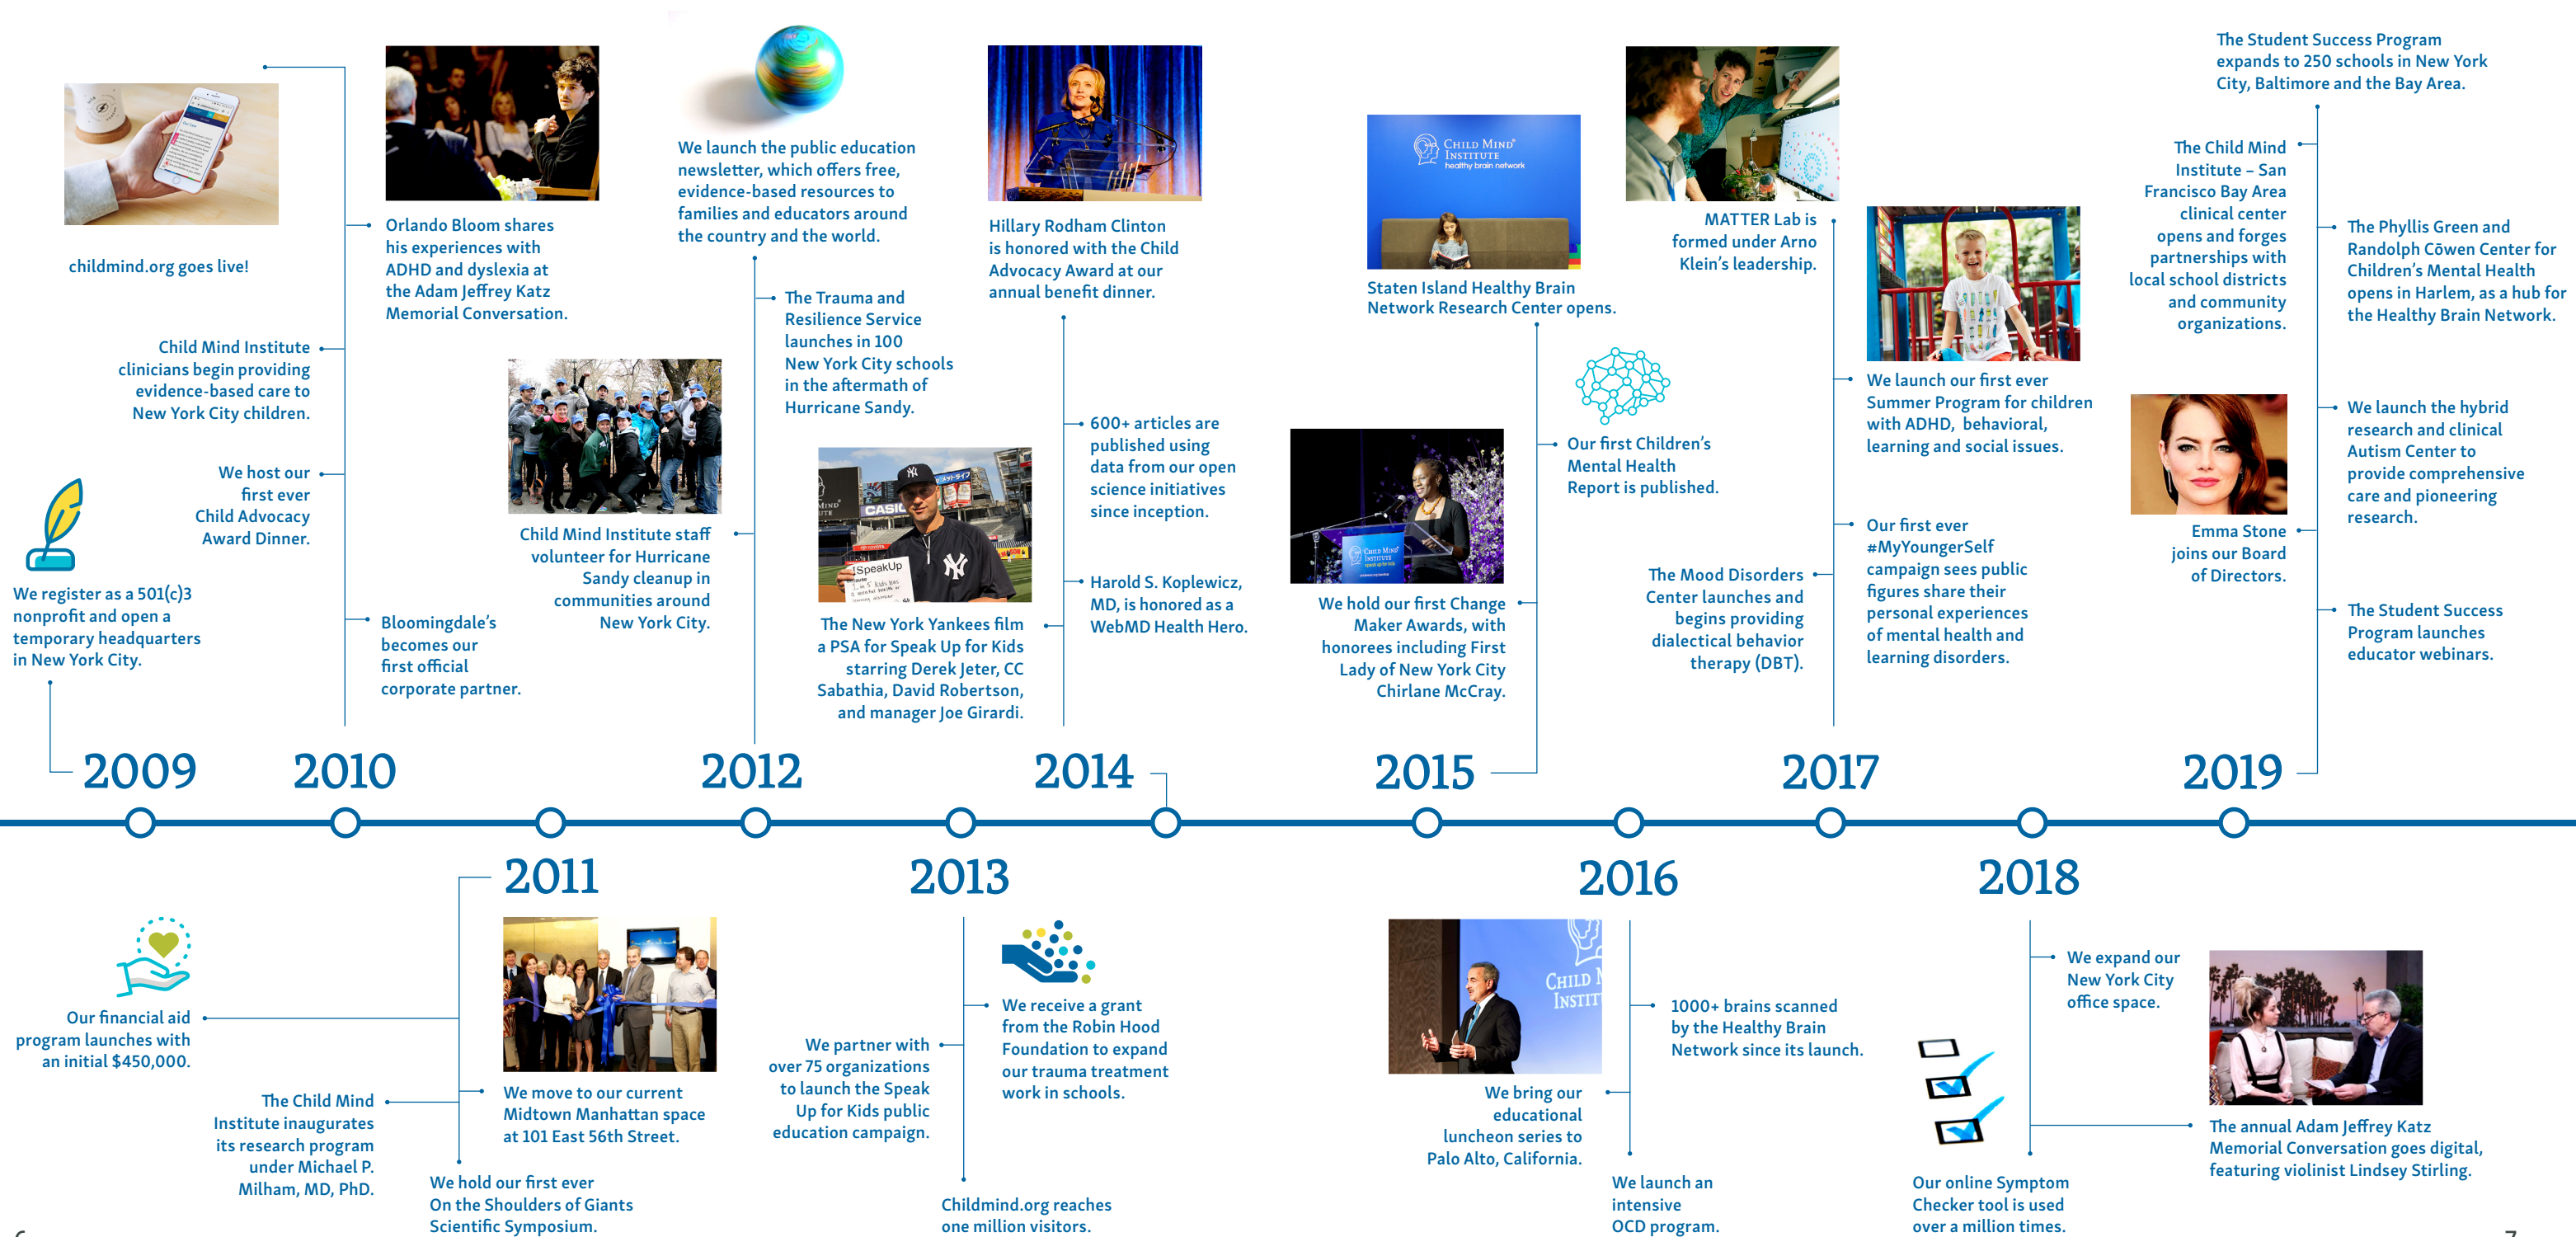 childmind.org goes live!
Orlando Bloom shares
his experiences with
ADHD and dyslexia at
the Adam Jeffrey Katz
Memorial Conversation.
Child Mind Institute
clinicians begin providing
evidence-based care to
New York City children.
We host our
first ever
Child Advocacy
Award Dinner.
We register as a 501(c)3
nonprofit and open a
temporary headquarters
in New York City.
Bloomingdale's
becomes our
first official
corporate partner.
We launch the public education
newsletter, which offers free,
evidence-based resources to
families and educators around
the country and the world.
The Trauma and
Resilience Service
launches in 100
New York City schools
in the aftermath of
Hurricane Sandy.
Child Mind Institute staff
volunteer for Hurricane
Sandy cleanup in
communities around
New York City.
Hillary Rodham Clinton
is honored with the Child
Advocacy Award at our
annual benefit dinner.
600+ articles are
published using
data from our open
science initiatives
since inception.
CASIO
!SpeakUp
The New York Yankees film
a PSA for Speak Up for Kids
starring Derek Jeter, CC
Sabathia, David Robertson,
and manager Joe Girardi.
Harold S. Koplewicz,
MD, is honored as a
WebMD Health Hero.
CHILD MIND®
INSTITUTE
healthy brain network
Staten Island Healthy Brain
Network Research Center opens.
Our first Children's
Mental Health
Report is published.
CHILD MIND
INSTITUTE
We hold our first Change
Maker Awards, with
honorees including First
Lady of New York City
Chirlane McCray.
MATTER Lab is
formed under Arno
Klein's leadership.
We launch our first ever
Summer Program for children
with ADHD, behavioral,
learning and social issues.
Our first ever
#MyYoungerSelf
campaign sees public
figures share their
personal experiences
of mental health and
learning disorders.
The Mood Disorders
Center launches and
begins providing
dialectical behavior
therapy (DBT).
The Student Success Program
expands to 250 schools in New York
City, Baltimore and the Bay Area.
The Child Mind
Institute – San
Francisco Bay Area
clinical center
opens and forges
partnerships with
local school districts
and community
organizations.
The Phyllis Green and
Randolph Cōwen Center for
Children's Mental Health
opens in Harlem, as a hub for
the Healthy Brain Network.
We launch the hybrid
research and clinical
Autism Center to
provide comprehensive
care and pioneering
research.
Emma Stone
joins our Board
of Directors.
The Student Success
Program launches
educator webinars.
2009 2010 2012 2014 2015 2017 2019
2011 2013 2016 2018
Our financial aid
program launches with
an initial $450,000.
The Child Mind
Institute inaugurates
its research program
under Michael P.
Milham, MD, PhD.
We move to our current
Midtown Manhattan space
at 101 East 56th Street.
We hold our first ever
On the Shoulders of Giants
Scientific Symposium.
We partner with
over 75 organizations
to launch the Speak
Up for Kids public
education campaign.
We receive a grant
from the Robin Hood
Foundation to expand
our trauma treatment
work in schools.
Childmind.org reaches
one million visitors.
CHILD
INSTIT
We bring our
educational
luncheon series to
Palo Alto, California.
1000+ brains scanned
by the Healthy Brain
Network since its launch.
We launch an
intensive
OCD program.
We expand our
New York City
office space.
The annual Adam Jeffrey Katz
Memorial Conversation goes digital,
featuring violinist Lindsey Stirling.
Our online Symptom
Checker tool is used
over a million times.